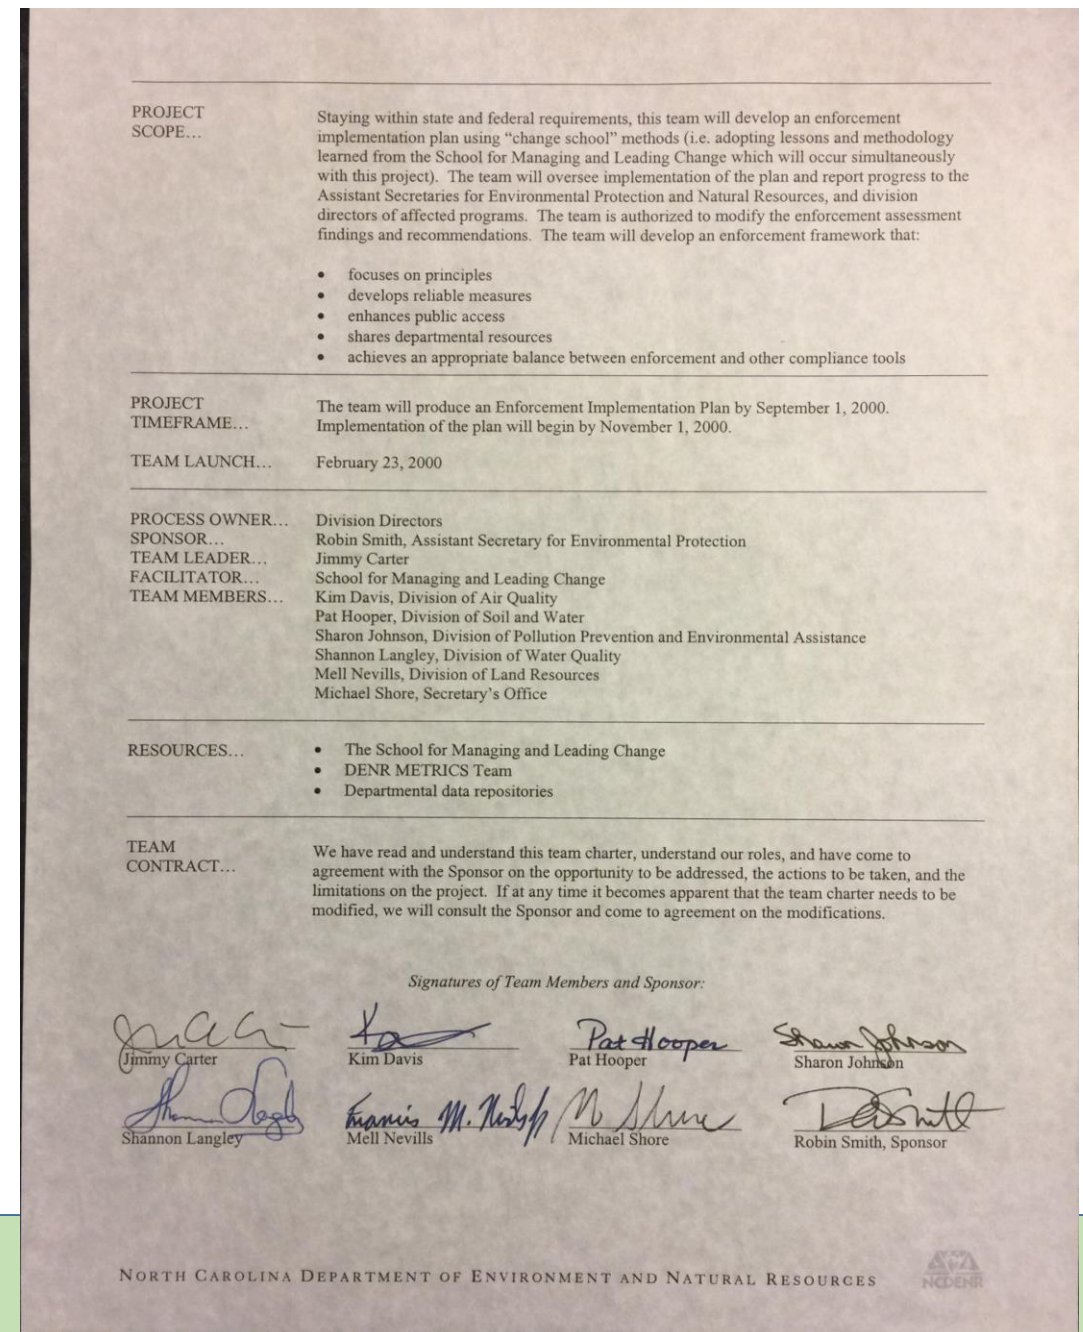 PROJECT
SCOPE...
Staying within state and federal requirements, this team will develop an enforcement
implementation plan using “change school” methods (i.e. adopting lessons and methodology
learned from the School for Managing and Leading Change which will occur simultaneously
with this project).  The team will oversee implementation of the plan and report progress to the
Assistant Secretaries for Environmental Protection and Natural Resources, and division
directors of affected programs.  The team is authorized to modify the enforcement assessment
findings and recommendations.  The team will develop an enforcement framework that:
• focuses on principles
• develops reliable measures
• enhances public access
• shares departmental resources
• achieves an appropriate balance between enforcement and other compliance tools
PROJECT
TIMEFRAME...
The team will produce an Enforcement Implementation Plan by September 1, 2000.
Implementation of the plan will begin by November 1, 2000.
TEAM LAUNCH... February 23, 2000
PROCESS OWNER... Division Directors
SPONSOR... Robin Smith, Assistant Secretary for Environmental Protection
TEAM LEADER... Jimmy Carter
FACILITATOR... School for Managing and Leading Change
TEAM MEMBERS... Kim Davis, Division of Air Quality
Pat Hooper, Division of Soil and Water
Sharon Johnson, Division of Pollution Prevention and Environmental Assistance
Shannon Langley, Division of Water Quality
Mell Nevills, Division of Land Resources
Michael Shore, Secretary’s Office
RESOURCES... • The School for Managing and Leading Change
• DENR METRICS Team
• Departmental data repositories
TEAM
CONTRACT...
We have read and understand this team charter, understand our roles, and have come to
agreement with the Sponsor on the opportunity to be addressed, the actions to be taken, and the
limitations on the project.  If at any time it becomes apparent that the team charter needs to be
modified, we will consult the Sponsor and come to agreement on the modifications.
Signatures of Team Members and Sponsor:
Pat Hooper Sharon Johnson
Jimmy Carter Kim Davis Pat Hooper Sharon Johnson
M Shore
Shannon Langley Mell Nevills Michael Shore Robin Smith, Sponsor
NORTH CAROLINA DEPARTMENT OF ENVIRONMENT AND NATURAL RESOURCES
NCDENR